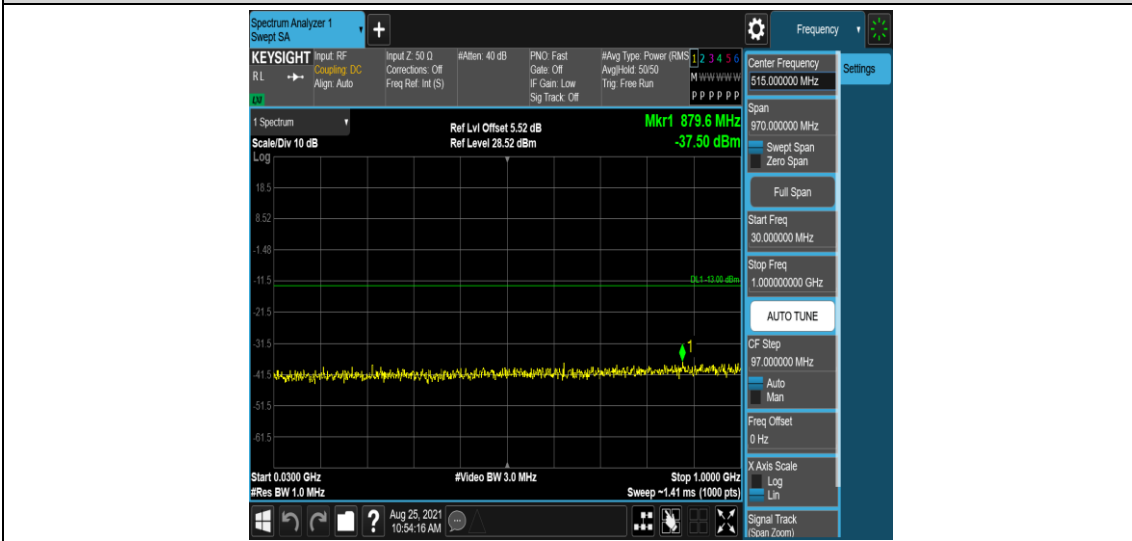 Spectrum Analyzer 1
Swept SA
+
Frequency
KEYSIGHT
RL
LXI
Input: RF
Coupling: DC
Align: Auto
Input Z: 50 Ω
Corrections: Off
Freq Ref: Int (S)
#Atten: 40 dB
PNO: Fast
Gate: Off
IF Gain: Low
Sig Track: Off
#Avg Type: Power (RMS
Avg|Hold: 50/50
Trig: Free Run
1 2 3 4 5 6
M W W W W W
P P P P P P
Center Frequency
515.000000 MHz
Settings
Span
970.000000 MHz
Swept Span
Zero Span
Full Span
Start Freq
30.000000 MHz
Stop Freq
1.000000000 GHz
AUTO TUNE
CF Step
97.000000 MHz
Auto
Man
Freq Offset
0 Hz
X Axis Scale
Log
Lin
Signal Track
(Span Zoom)
1 Spectrum
Scale/Div 10 dB
Log
Ref Lvl Offset 5.52 dB
Ref Level 28.52 dBm
Mkr1 879.6 MHz
-37.50 dBm
18.5
8.52
-1.48
-11.5
DL1 -13.00 dBm
-21.5
-31.5
1
-41.5
-51.5
-61.5
Start 0.0300 GHz
#Video BW 3.0 MHz
Stop 1.0000 GHz
#Res BW 1.0 MHz
Sweep ~1.41 ms (1000 pts)
?
Aug 25, 2021
10:54:16 AM